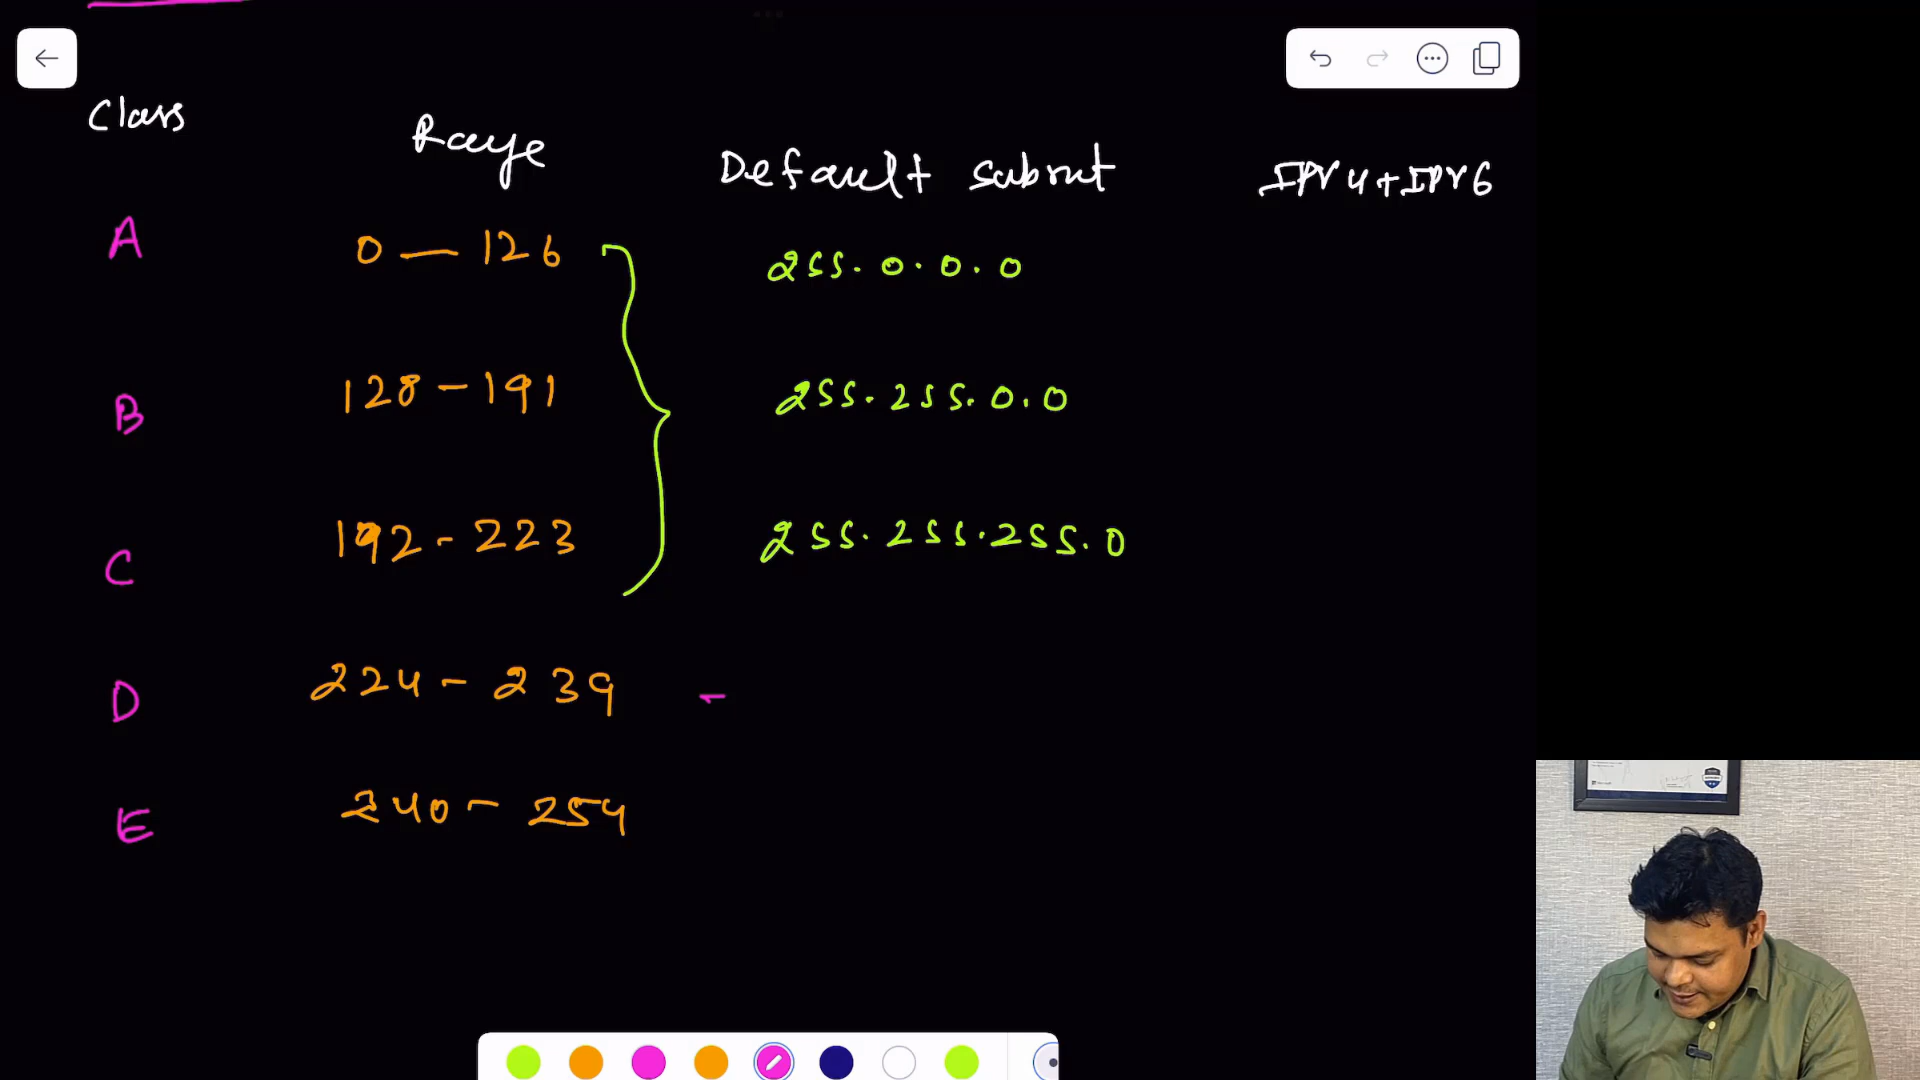 Class Range Default Subnet IPV4+IPV6
A 0 — 126 255.0.0.0
B 128 - 191 255.255.0.0
C 192 - 223 255.255.255.0
D 224 - 239 -
E 240 - 254